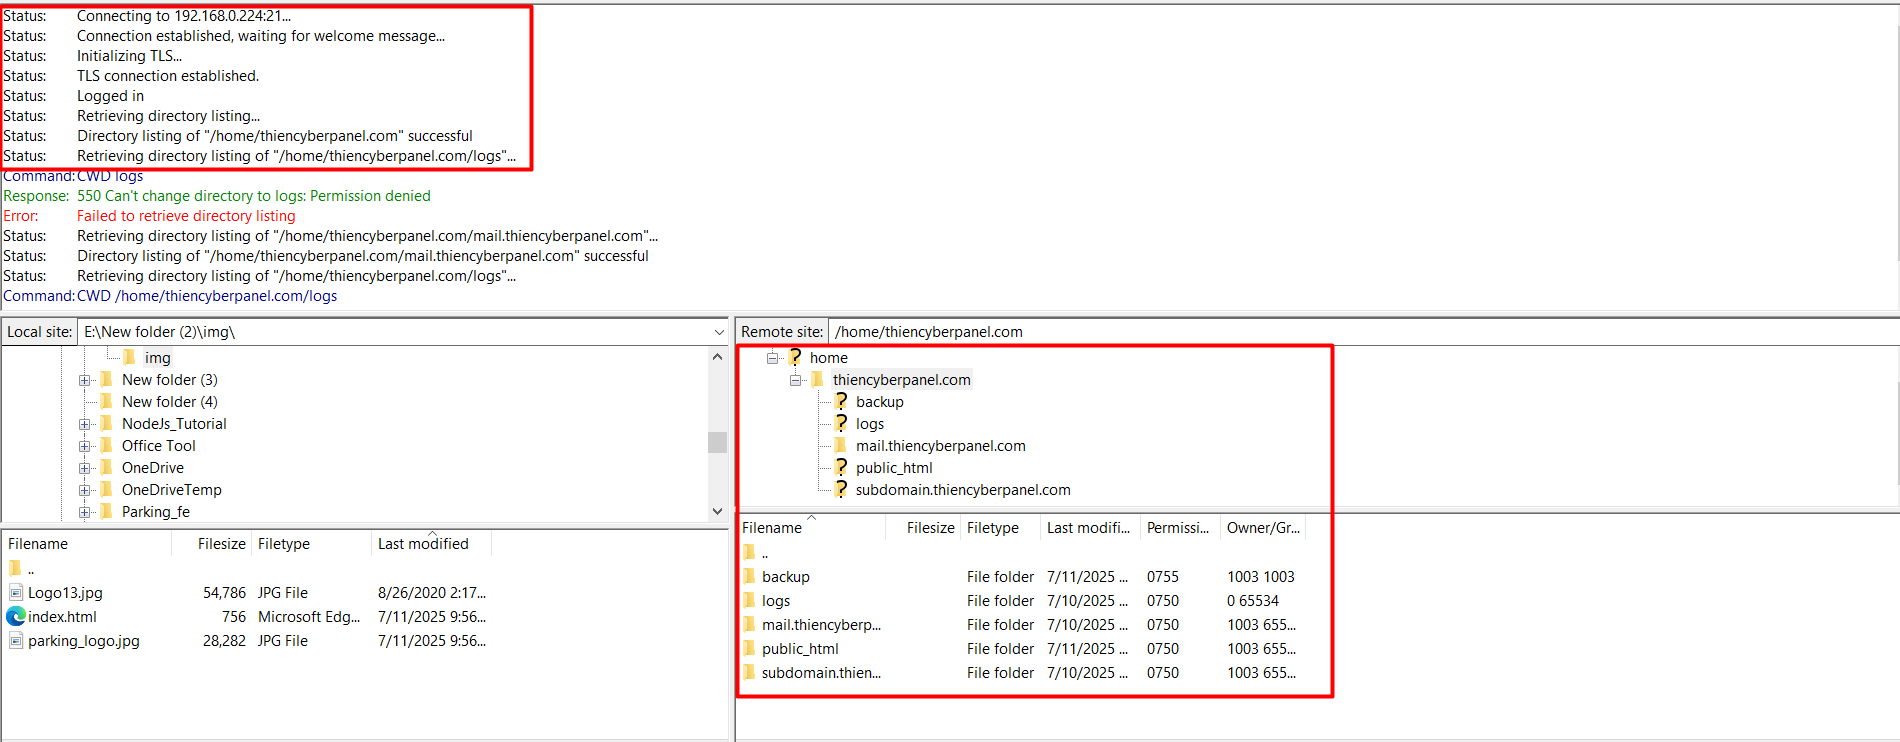 Status: Connecting to 192.168.0.224:21...
Status: Connection established, waiting for welcome message...
Status: Initializing TLS...
Status: TLS connection established.
Status: Logged in
Status: Retrieving directory listing...
Status: Directory listing of "/home/thiencyberpanel.com" successful
Status: Retrieving directory listing of "/home/thiencyberpanel.com/logs"...
Command: CWD logs
Response: 550 Can't change directory to logs: Permission denied
Error: Failed to retrieve directory listing
Status: Retrieving directory listing of "/home/thiencyberpanel.com/mail.thiencyberpanel.com"...
Status: Directory listing of "/home/thiencyberpanel.com/mail.thiencyberpanel.com" successful
Status: Retrieving directory listing of "/home/thiencyberpanel.com/logs"...
Command: CWD /home/thiencyberpanel.com/logs
Local site: E:\New folder (2)\img\
img
New folder (3)
New folder (4)
NodeJs_Tutorial
Office Tool
OneDrive
OneDriveTemp
Parking_fe
Filename Filesize Filetype Last modified
..
Logo13.jpg 54,786 JPG File 8/26/2020 2:17...
index.html 756 Microsoft Edg... 7/11/2025 9:56...
parking_logo.jpg 28,282 JPG File 7/11/2025 9:56...
Remote site: /home/thiencyberpanel.com
home
thiencyberpanel.com
backup
logs
mail.thiencyberpanel.com
public_html
subdomain.thiencyberpanel.com
Filename Filesize Filetype Last modifi... Permissi... Owner/Gr...
..
backup File folder 7/11/2025 ... 0755 1003 1003
logs File folder 7/10/2025 ... 0750 0 65534
mail.thiencyberp... File folder 7/10/2025 ... 0750 1003 655...
public_html File folder 7/11/2025 ... 0750 1003 655...
subdomain.thien... File folder 7/10/2025 ... 0750 1003 655...